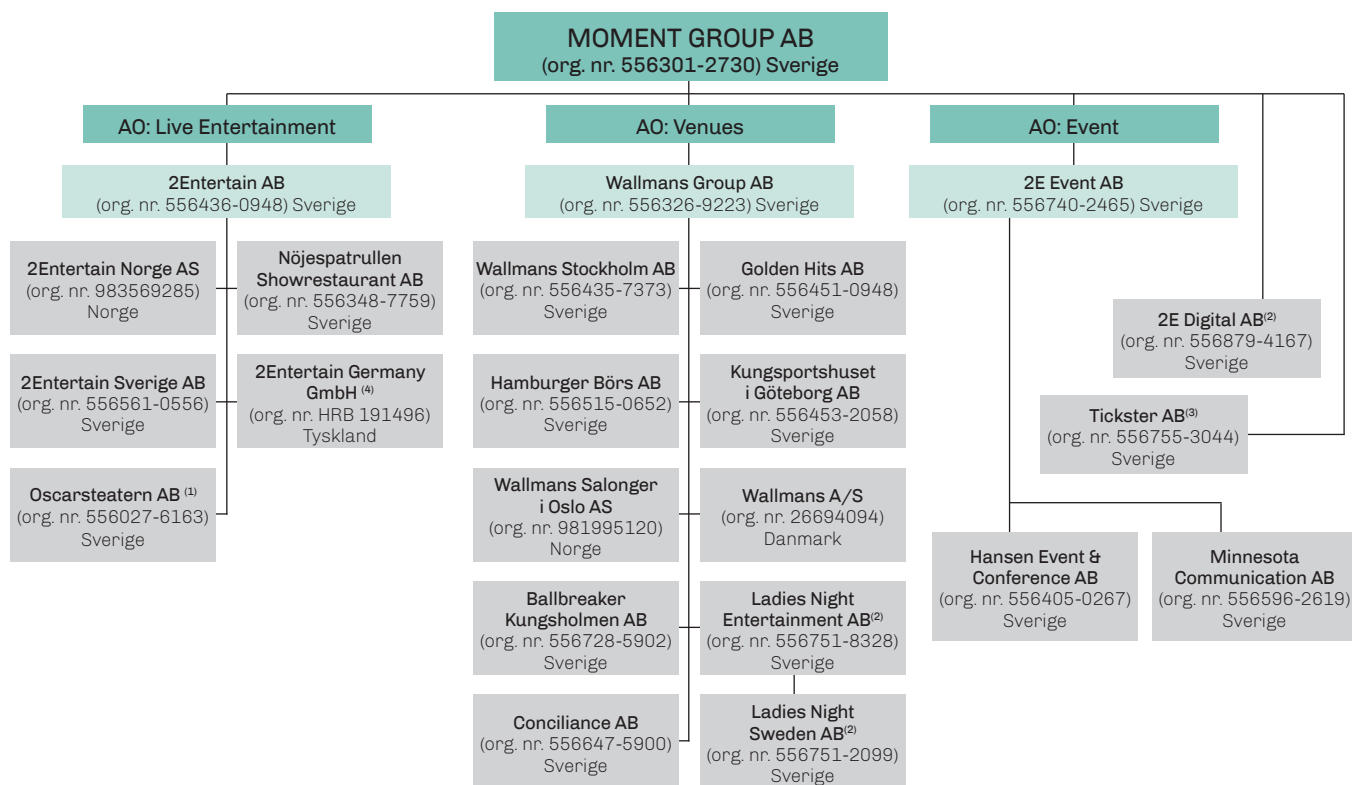 MOMENT GROUP AB
(org. nr. 556301-2730) Sverige
AO: Live Entertainment
2Entertain AB
(org. nr. 556436-0948) Sverige
2Entertain Norge AS
(org. nr. 983569285)
Norge
Nöjespatrullen
Showrestaurant AB
(org. nr. 556348-7759)
Sverige
2Entertain Sverige AB
(org. nr. 556561-0556)
Sverige
2Entertain Germany
GmbH (4)
(org. nr. HRB 191496)
Tyskland
Oscarsteatern AB (1)
(org. nr. 556027-6163)
Sverige
AO: Venues
Wallmans Group AB
(org. nr. 556326-9223) Sverige
Wallmans Stockholm AB
(org. nr. 556435-7373)
Sverige
Golden Hits AB
(org. nr. 556451-0948)
Sverige
Hamburger Börs AB
(org. nr. 556515-0652)
Sverige
Kungsportshuset
i Göteborg AB
(org. nr. 556453-2058)
Sverige
Wallmans Salonger
i Oslo AS
(org. nr. 981995120)
Norge
Wallmans A/S
(org. nr. 26694094)
Danmark
Ballbreaker
Kungsholmen AB
(org. nr. 556728-5902)
Sverige
Ladies Night
Entertainment AB(2)
(org. nr. 556751-8328)
Sverige
Conciliance AB
(org. nr. 556647-5900)
Sverige
Ladies Night
Sweden AB(2)
(org. nr. 556751-2099)
Sverige
AO: Event
2E Event AB
(org. nr. 556740-2465) Sverige
2E Digital AB(2)
(org. nr. 556879-4167)
Sverige
Tickster AB(3)
(org. nr. 556755-3044)
Sverige
Hansen Event &
Conference AB
(org. nr. 556405-0267)
Sverige
Minnesota
Communication AB
(org. nr. 556596-2619)
Sverige